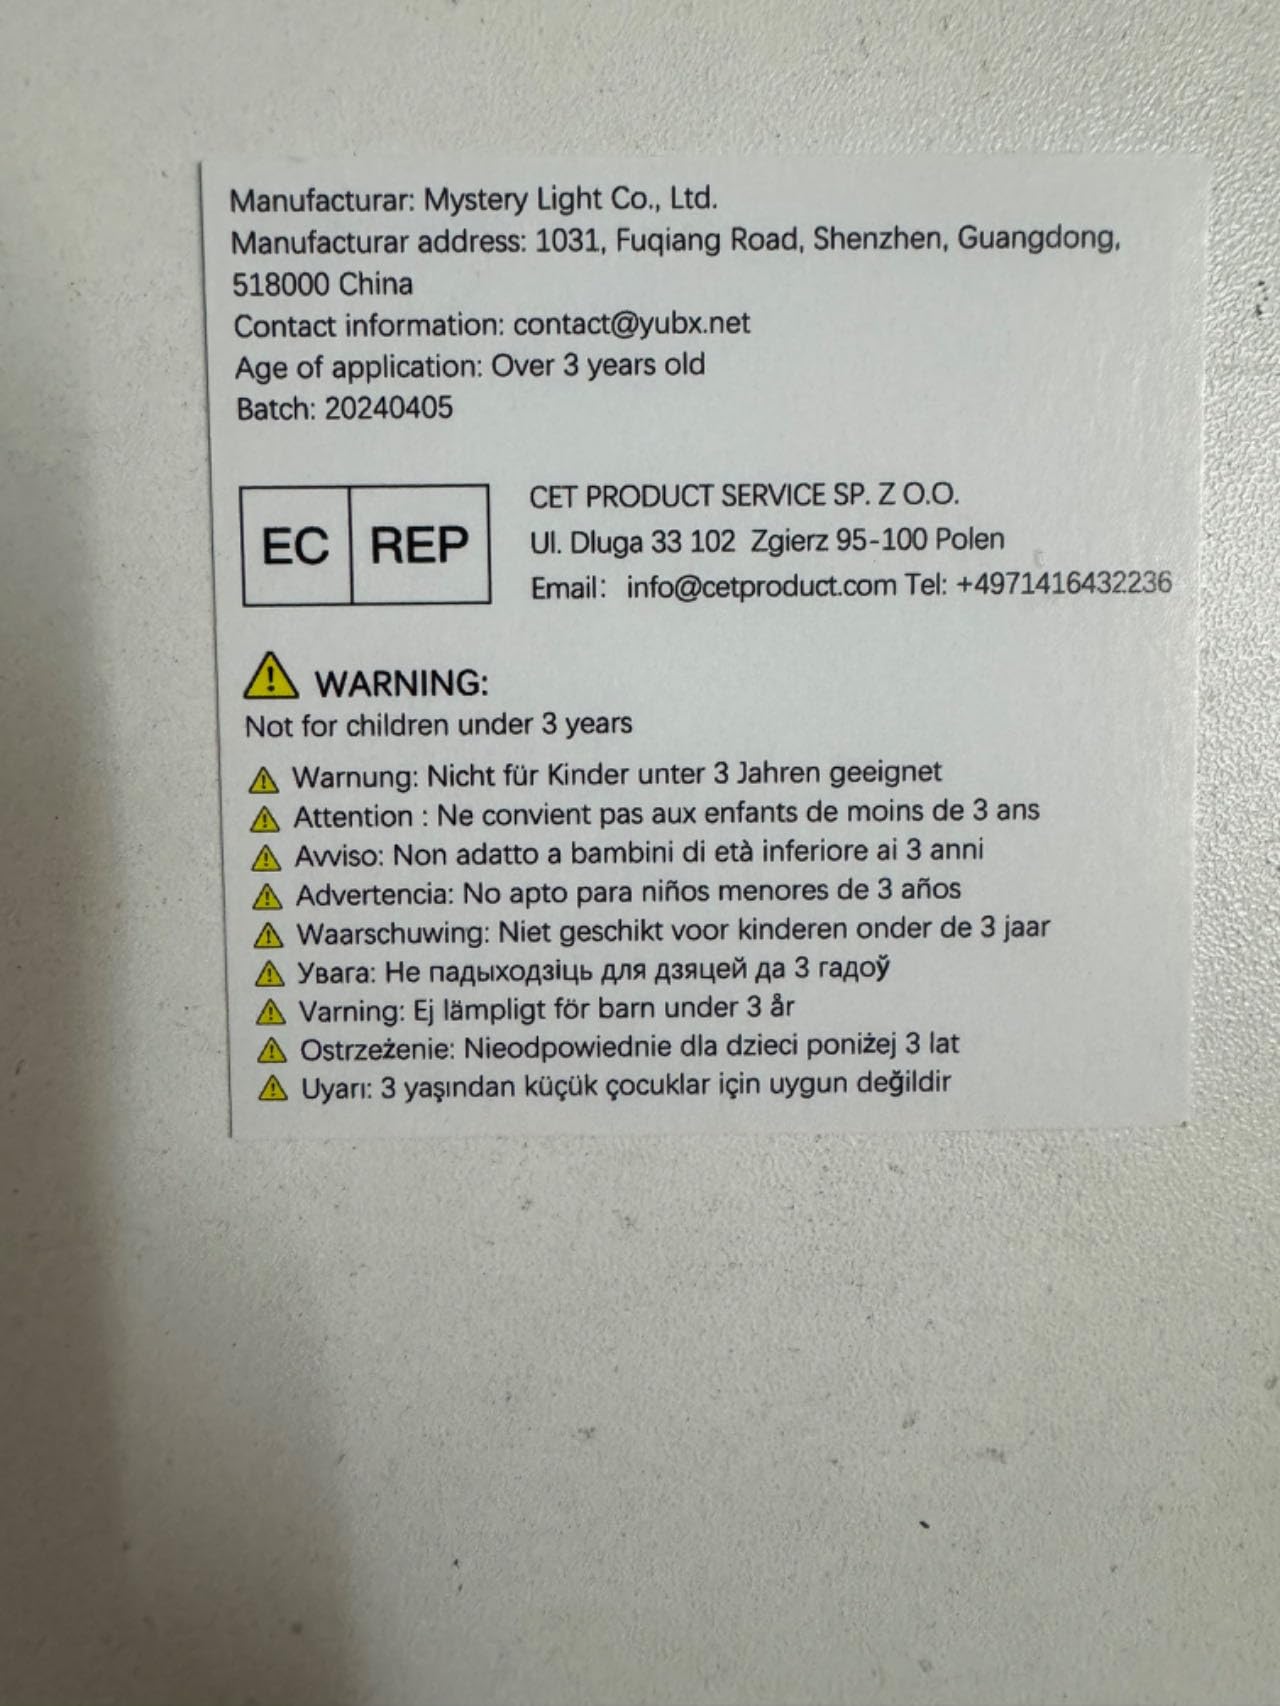 Manufacturar: Mystery Light Co., Ltd.
Manufacturar address: 1031, Fuqiang Road, Shenzhen, Guangdong,
518000 China
Contact information: contact@yubx.net
Age of application: Over 3 years old
Batch: 20240405
EC REP
CET PRODUCT SERVICE SP. Z O.O.
Ul. Dluga 33 102 Zgierz 95-100 Polen
Email: info@cetproduct.com Tel: +4971416432236
WARNING:
Not for children under 3 years
Warnung: Nicht für Kinder unter 3 Jahren geeignet
Attention : Ne convient pas aux enfants de moins de 3 ans
Avviso: Non adatto a bambini di età inferiore ai 3 anni
Advertencia: No apto para niños menores de 3 años
Waarschuwing: Niet geschikt voor kinderen onder de 3 jaar
Увага: Не падыходзіць для дзяцей да 3 гадоў
Varning: Ej lämpligt för barn under 3 år
Ostrzeżenie: Nieodpowiednie dla dzieci poniżej 3 lat
Uyarı: 3 yaşından küçük çocuklar için uygun değildir